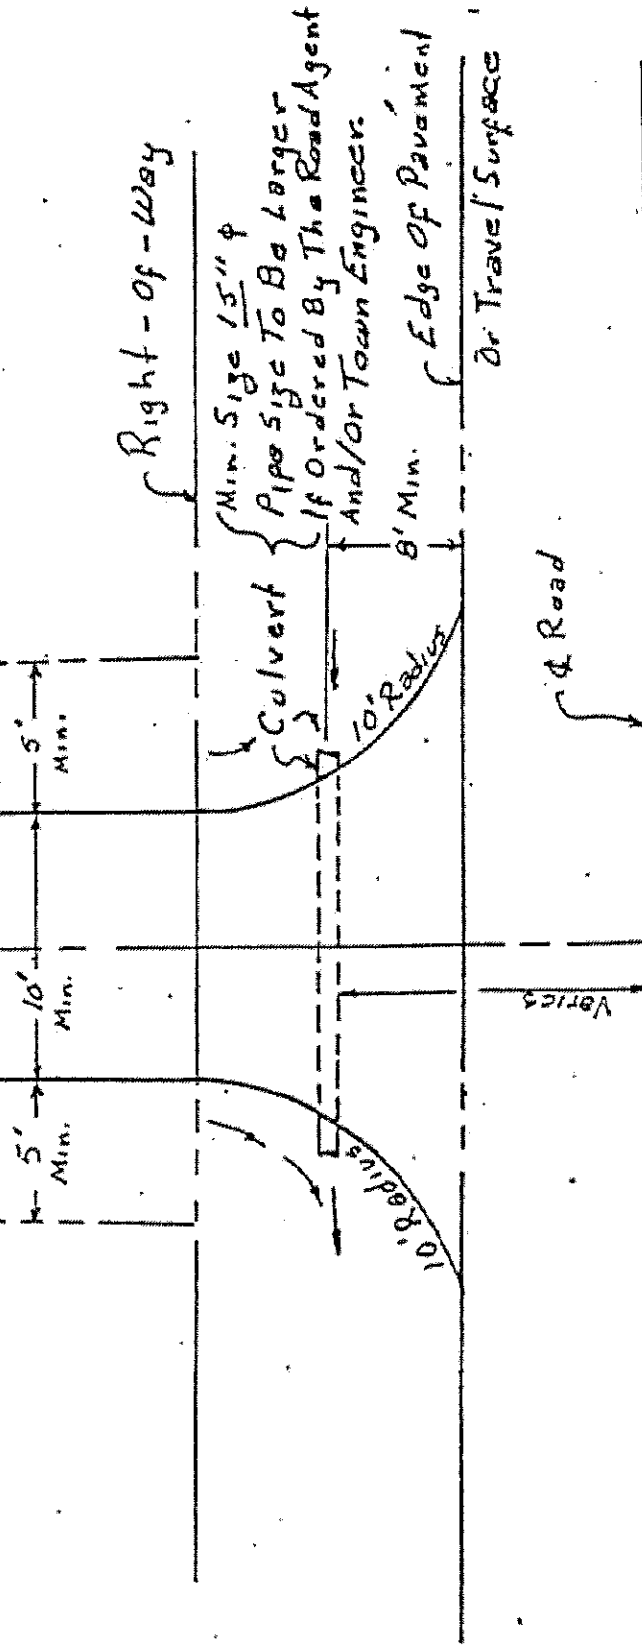 Right-Of-Way
Min. Size 15" ϕ
Pipe Size To Be Larger
If Ordered By The Road Agent
And/Or Town Engineer.
Edge Of Pavement
Or Travel Surface
Culvert
8' Min.
10' Radius
℄ Road
5'
Min.
10'
Min.
5'
Min.
10' Radius
Varies